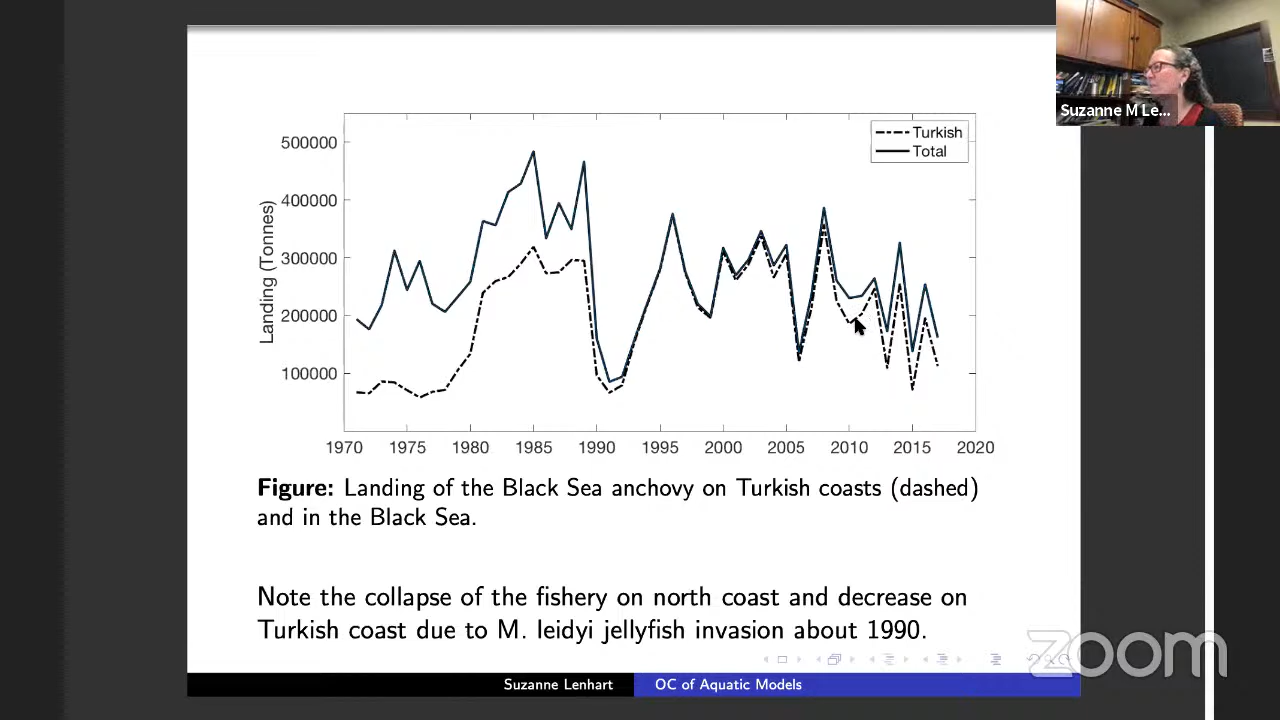 Suzanne M Le...
Turkish
Total
500000
400000
300000
200000
100000
Landing (Tonnes)
1970 1975 1980 1985 1990 1995 2000 2005 2010 2015 2020
Figure: Landing of the Black Sea anchovy on Turkish coasts (dashed)
and in the Black Sea.
Note the collapse of the fishery on north coast and decrease on
Turkish coast due to M. leidyi jellyfish invasion about 1990.
zoom
Suzanne Lenhart OC of Aquatic Models